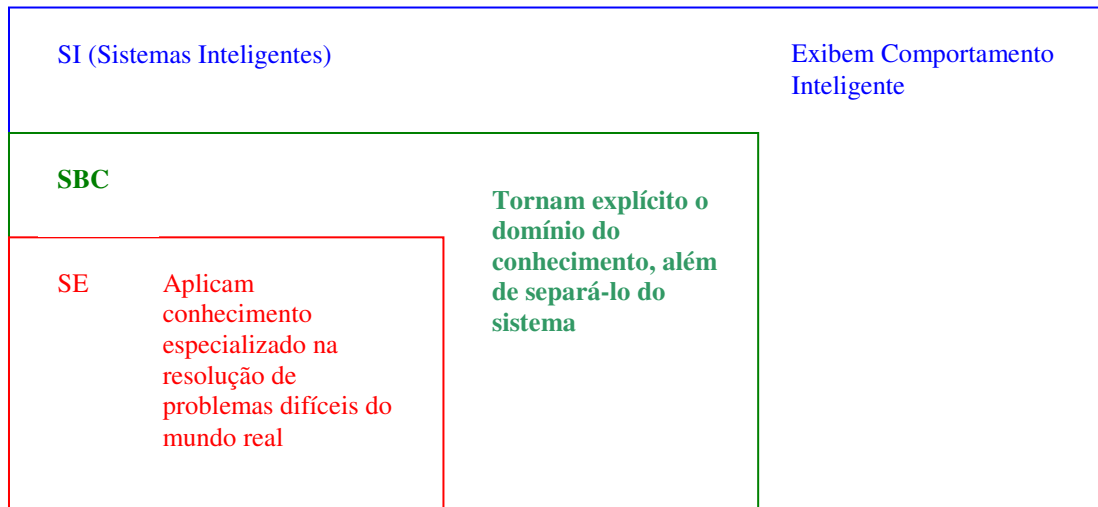 SI (Sistemas Inteligentes)
Exibem Comportamento
Inteligente
SBC
Tornam explícito o
domínio do
conhecimento, além
de separá-lo do
sistema
SE
Aplicam
conhecimento
especializado na
resolução de
problemas difíceis do
mundo real